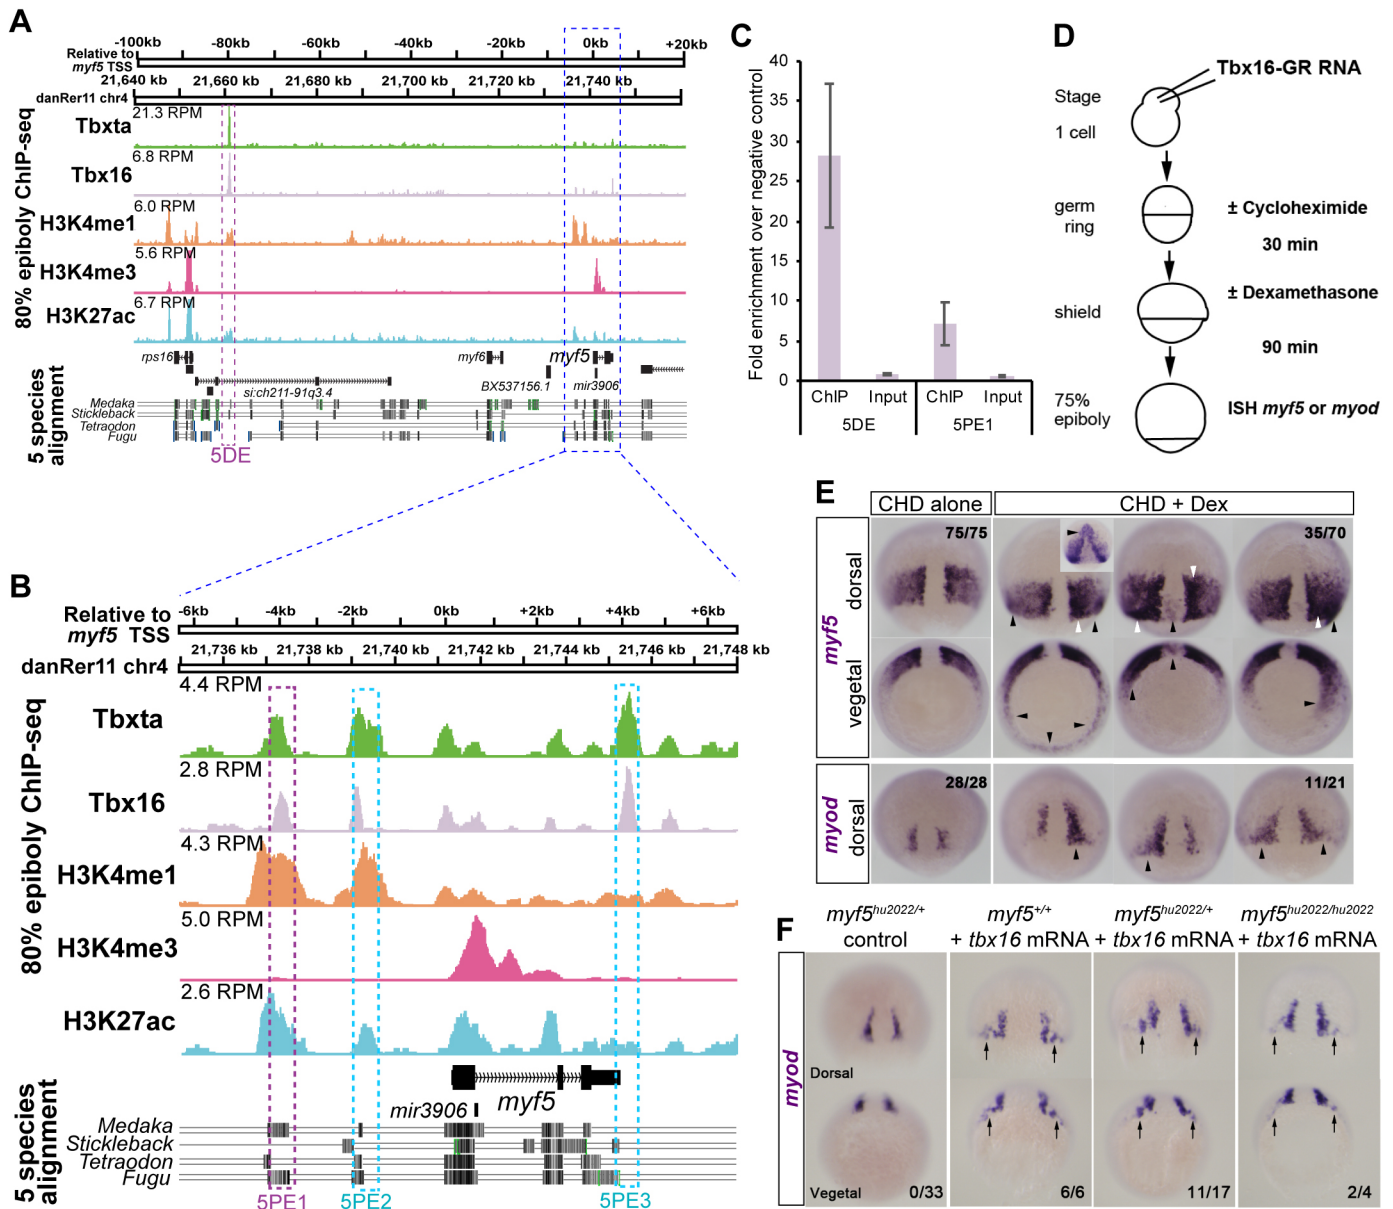 A
-100kb -80kb -60kb -40kb -20kb 0kb +20kb
Relative to
myf5 TSS
21,640 kb 21,660 kb 21,680 kb 21,700 kb 21,720 kb 21,740 kb
danRer11 chr4
80% epiboly ChIP-seq
21.3 RPM
Tbxta
6.8 RPM
Tbx16
6.0 RPM
H3K4me1
5.6 RPM
H3K4me3
6.7 RPM
H3K27ac
rps16 myf6 myf5
si:ch211-91q3.4 BX537156.1 mir3906
5 species
alignment
Medaka
Stickleback
Tetraodon
Fugu
5DE
B
-6kb -4kb -2kb 0kb +2kb +4kb +6kb
Relative to
myf5 TSS
21,736 kb 21,738 kb 21,740 kb 21,742 kb 21,744 kb 21,746 kb 21,748 kb
danRer11 chr4
80% epiboly ChIP-seq
4.4 RPM
Tbxta
2.8 RPM
Tbx16
4.3 RPM
H3K4me1
5.0 RPM
H3K4me3
2.6 RPM
H3K27ac
mir3906 myf5
5 species
alignment
Medaka
Stickleback
Tetraodon
Fugu
5PE1 5PE2 5PE3
C
Fold enrichment over negative control
40
35
30
25
20
15
10
5
0
ChIP Input ChIP Input
5DE 5PE1
D
Tbx16-GR RNA
Stage
1 cell
germ
ring
± Cycloheximide
30 min
shield
± Dexamethasone
90 min
75%
epiboly
ISH myf5 or myod
E
CHD alone CHD + Dex
myf5
dorsal
75/75 35/70
vegetal
myod
dorsal
28/28 11/21
F
myf5hu2022/+
control
myf5+/+
+ tbx16 mRNA
myf5hu2022/+
+ tbx16 mRNA
myf5hu2022/hu2022
+ tbx16 mRNA
myod
Dorsal
Vegetal 0/33 6/6 11/17 2/4